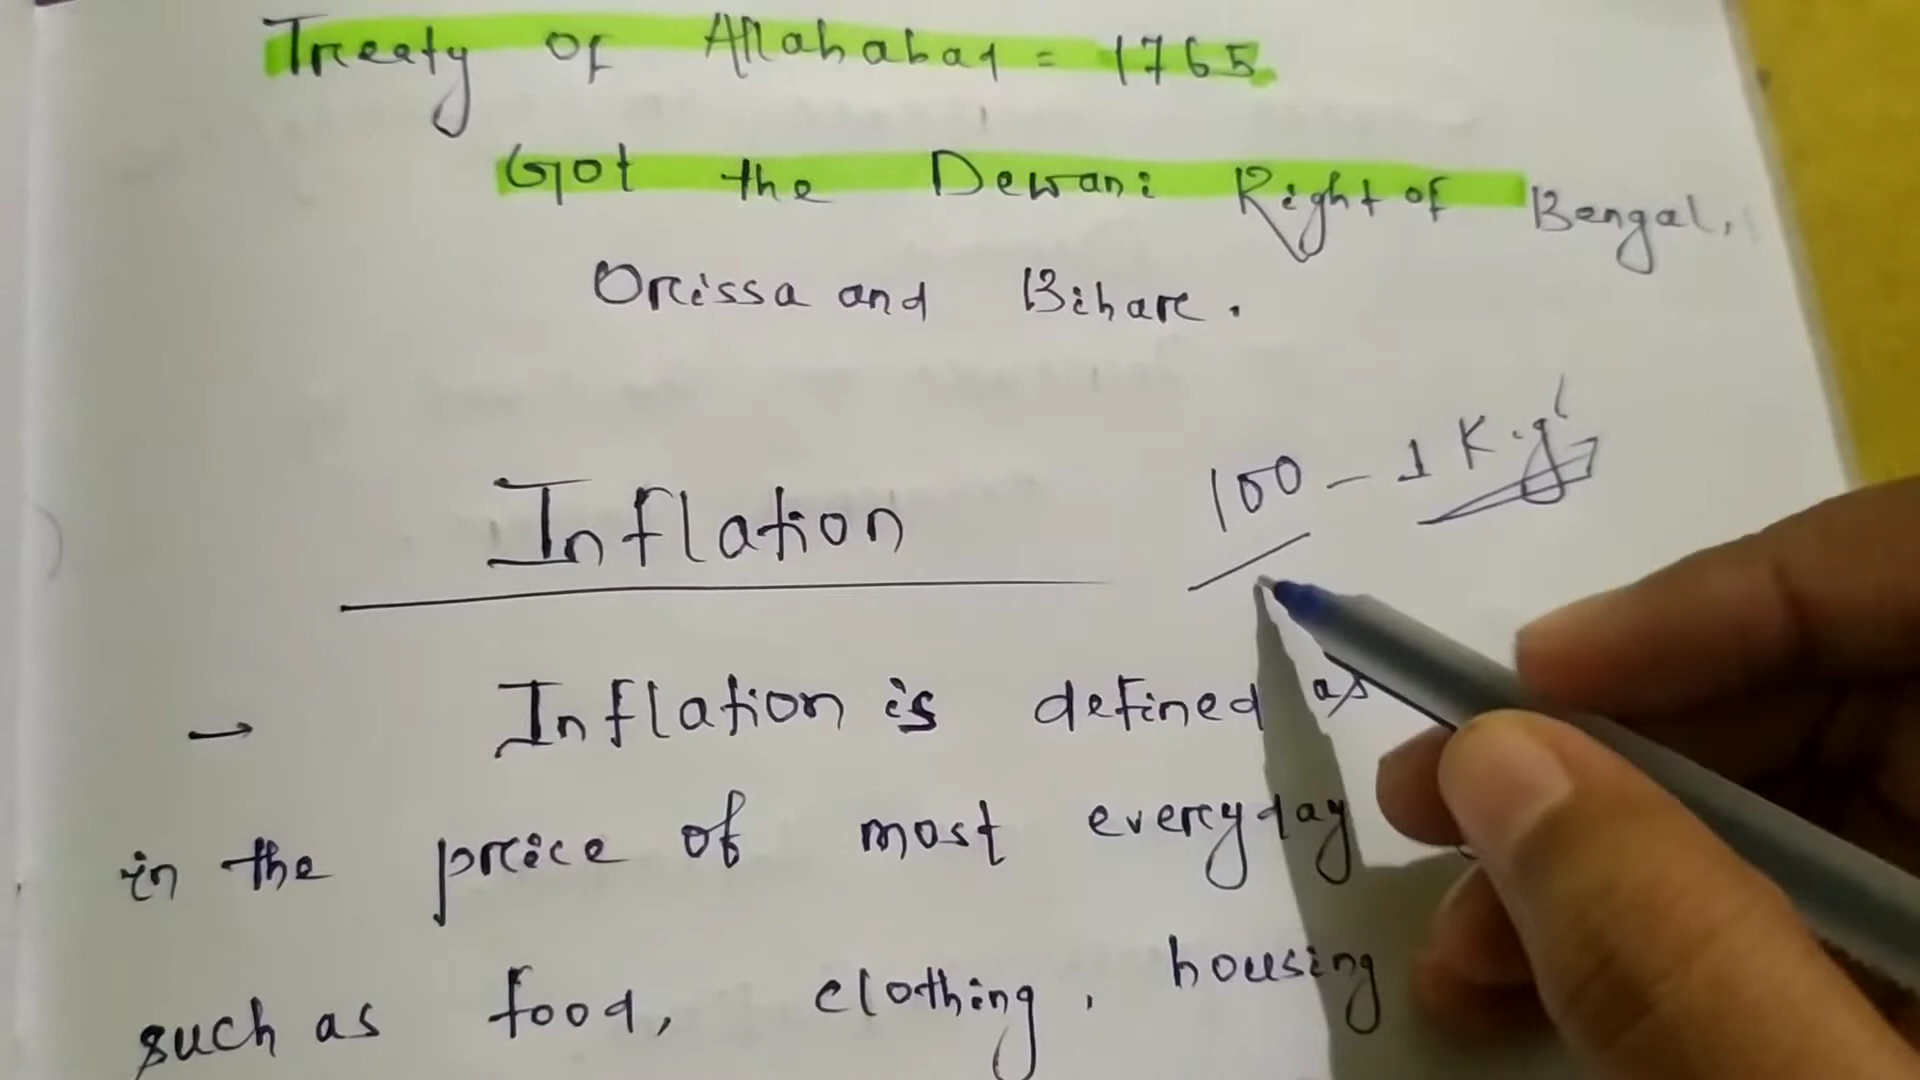 Treaty of Allahabad = 1765
Got the Dewani Right of Bengal,
Orissa and Bihar.
100 - 1 K.g
Inflation
→ Inflation is defined as
in the price of most everyday
such as food, clothing, housing